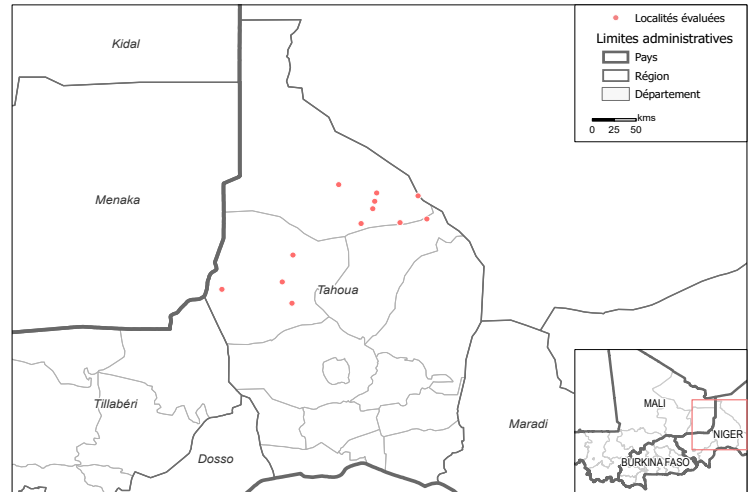 Localités évaluées
Limites administratives
Pays
Région
Département
kms
0 25 50
Kidal
Menaka
Tahoua
Tillabéri
Maradi
Dosso
MALI
NIGER
BURKINA FASO